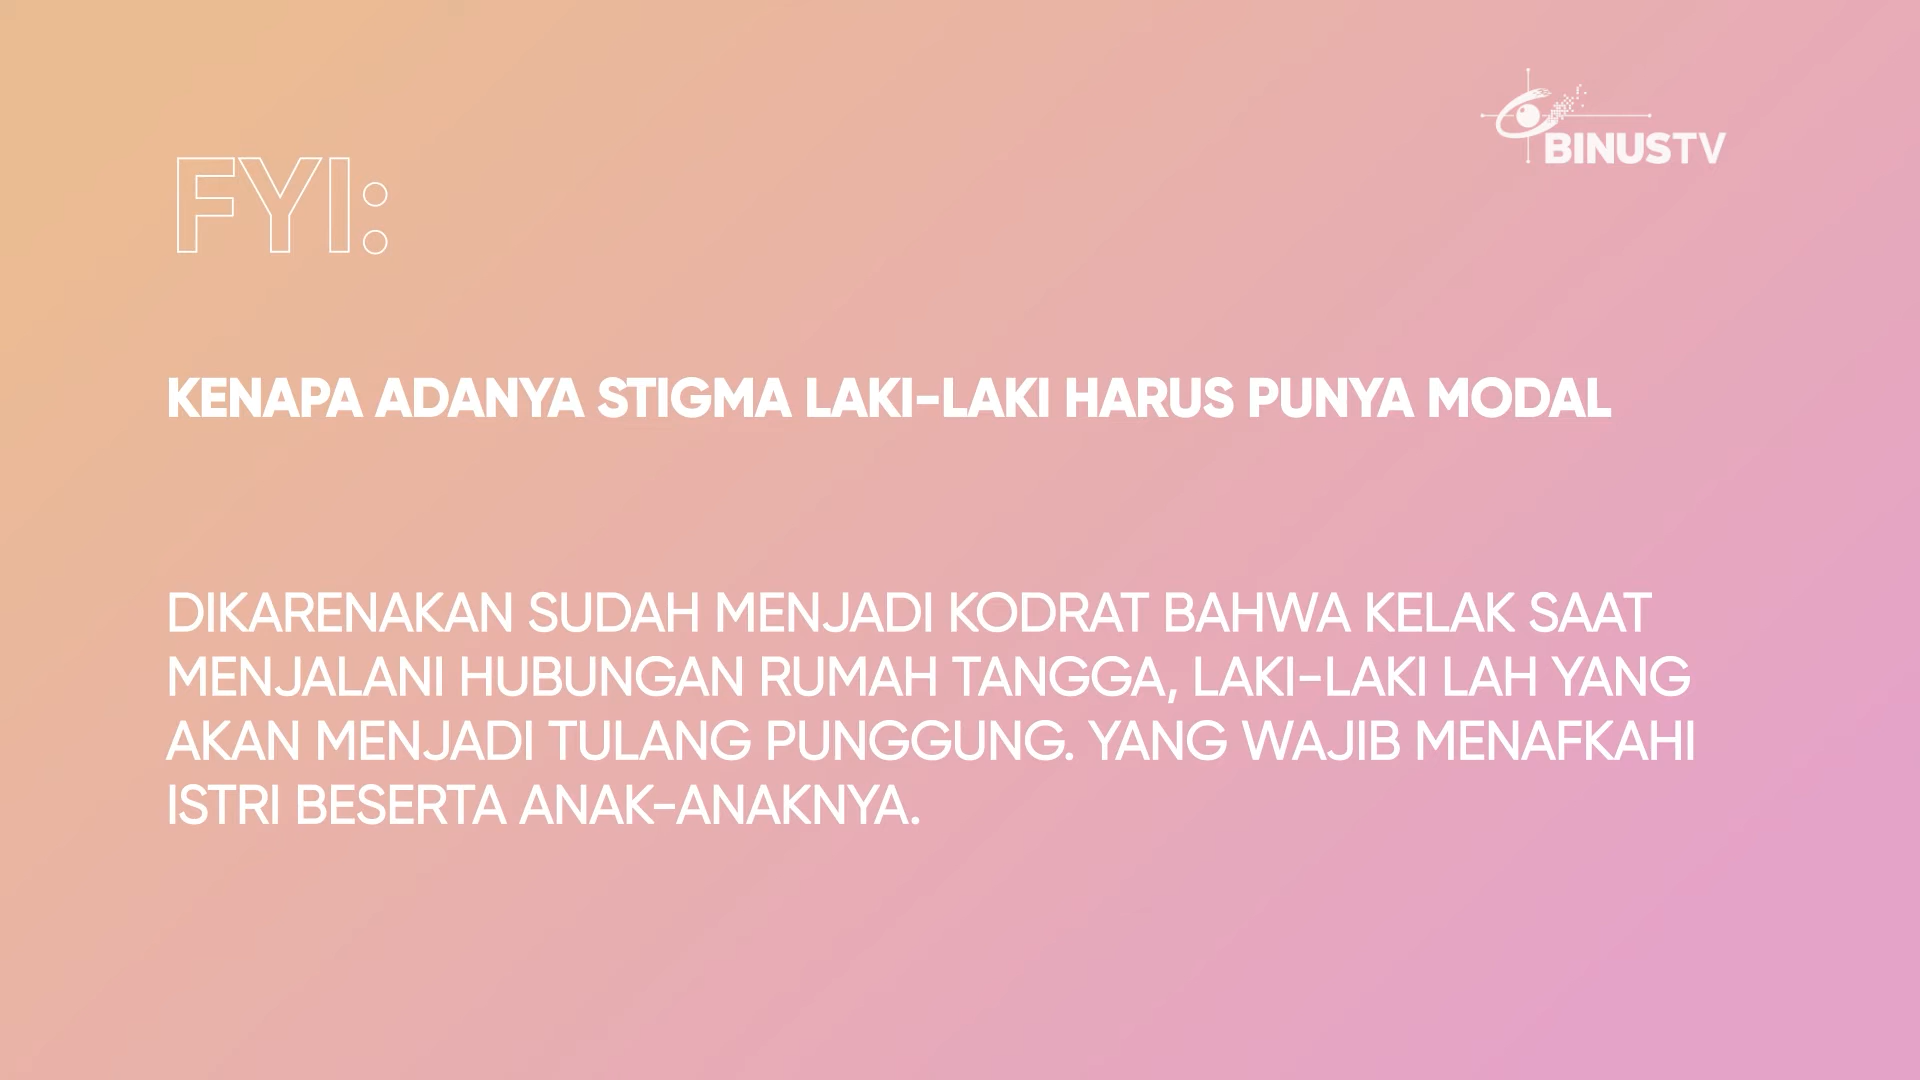 BINUSTV
FYI:
KENAPA ADANYA STIGMA LAKI-LAKI HARUS PUNYA MODAL
DIKARENAKAN SUDAH MENJADI KODRAT BAHWA KELAK SAAT
MENJALANI HUBUNGAN RUMAH TANGGA, LAKI-LAKI LAH YANG
AKAN MENJADI TULANG PUNGGUNG. YANG WAJIB MENAFKAHI
ISTRI BESERTA ANAK-ANAKNYA.